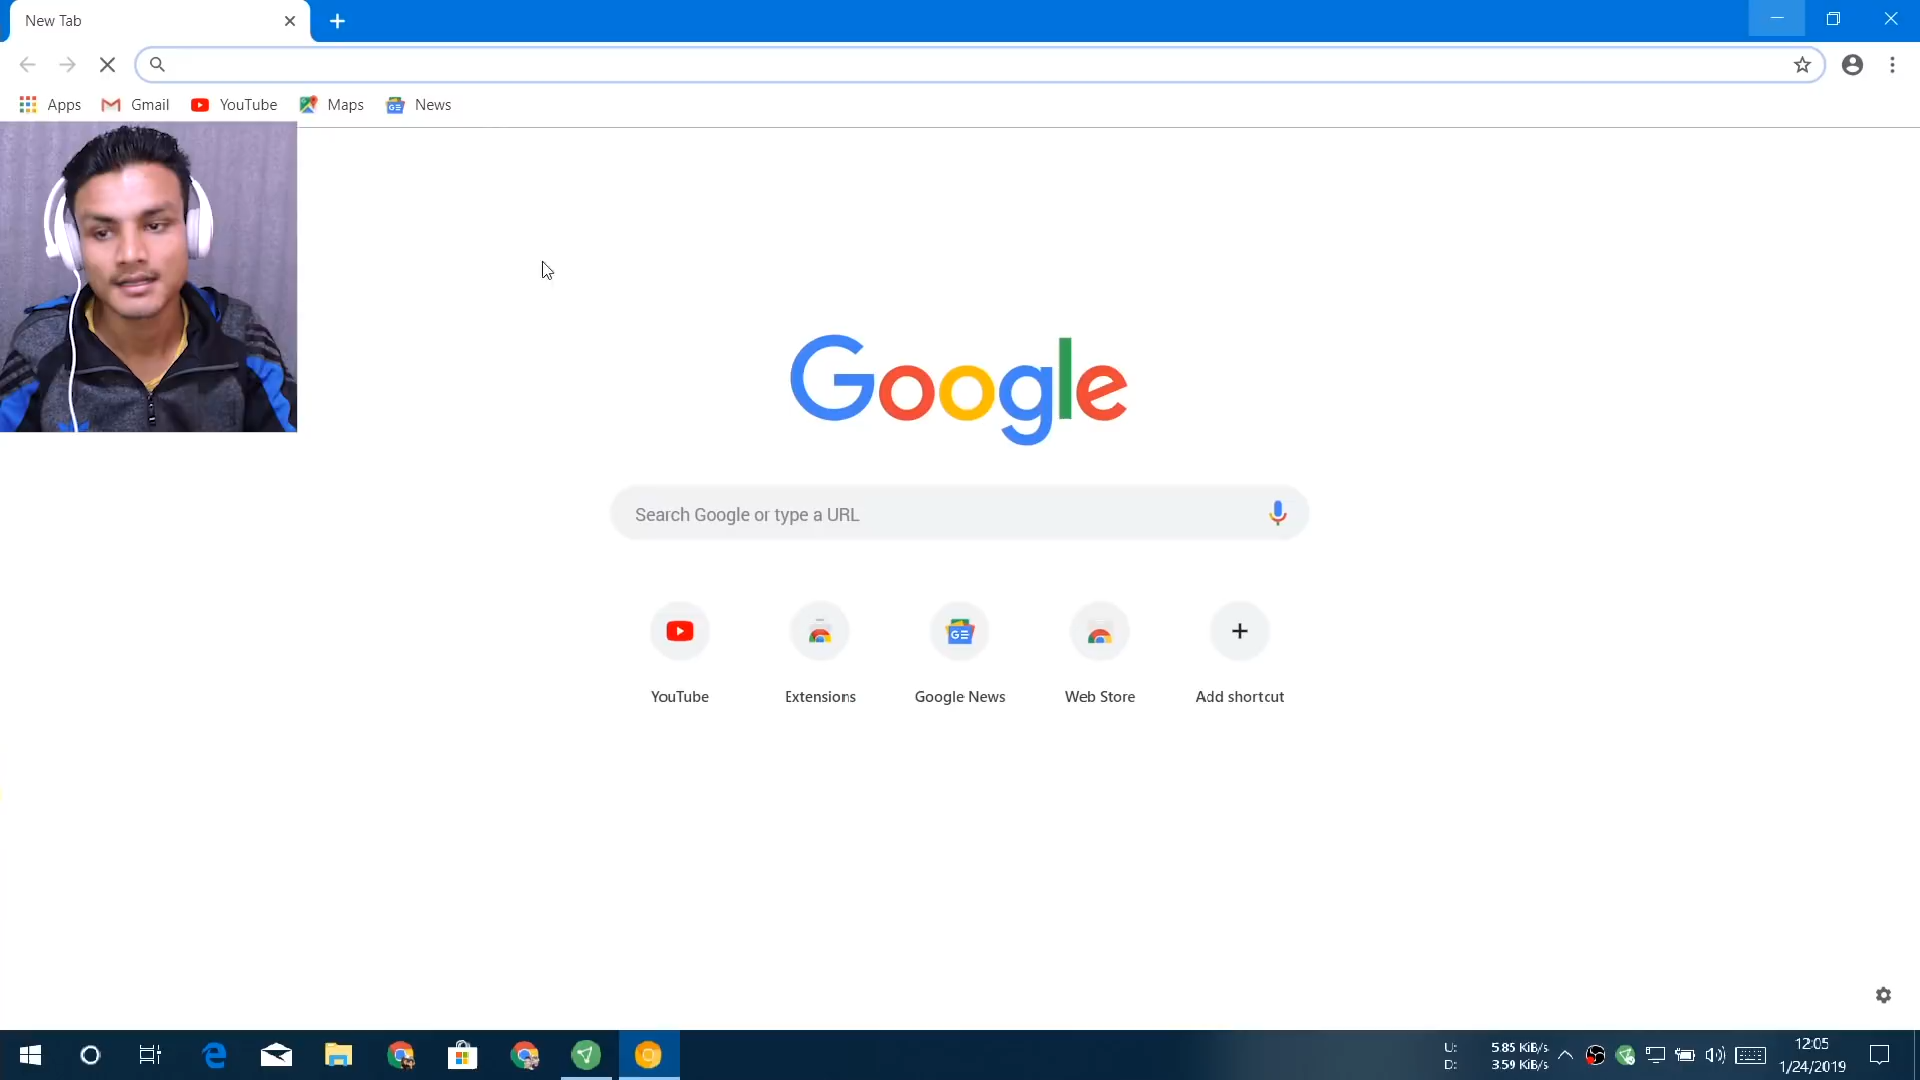 New Tab
Apps
Gmail
YouTube
Maps
News
Google
Search Google or type a URL
YouTube
Extensions
Google News
Web Store
Add shortcut
U: 5.85 KiB/s
D: 3.59 KiB/s
12:05
1/24/2019